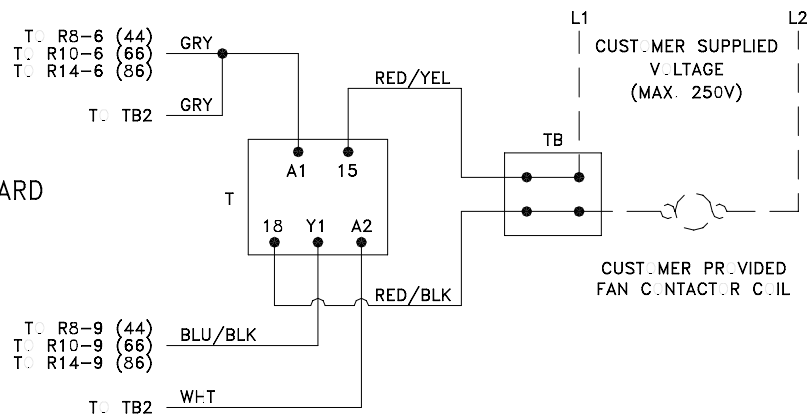 L1
L2
TO R8-6 (44)
TO R10-6 (66)
TO R14-6 (86)
GRY
CUSTOMER SUPPLIED
VOLTAGE
(MAX. 250V)
RED/YEL
GRY
TO TB2
TB
A1
15
ARD
T
18
Y1
A2
CUSTOMER PROVIDED
FAN CONTACTOR COIL
RED/BLK
TO R8-9 (44)
TO R10-9 (66)
TO R14-9 (86)
BLU/BLK
WHT
TO TB2